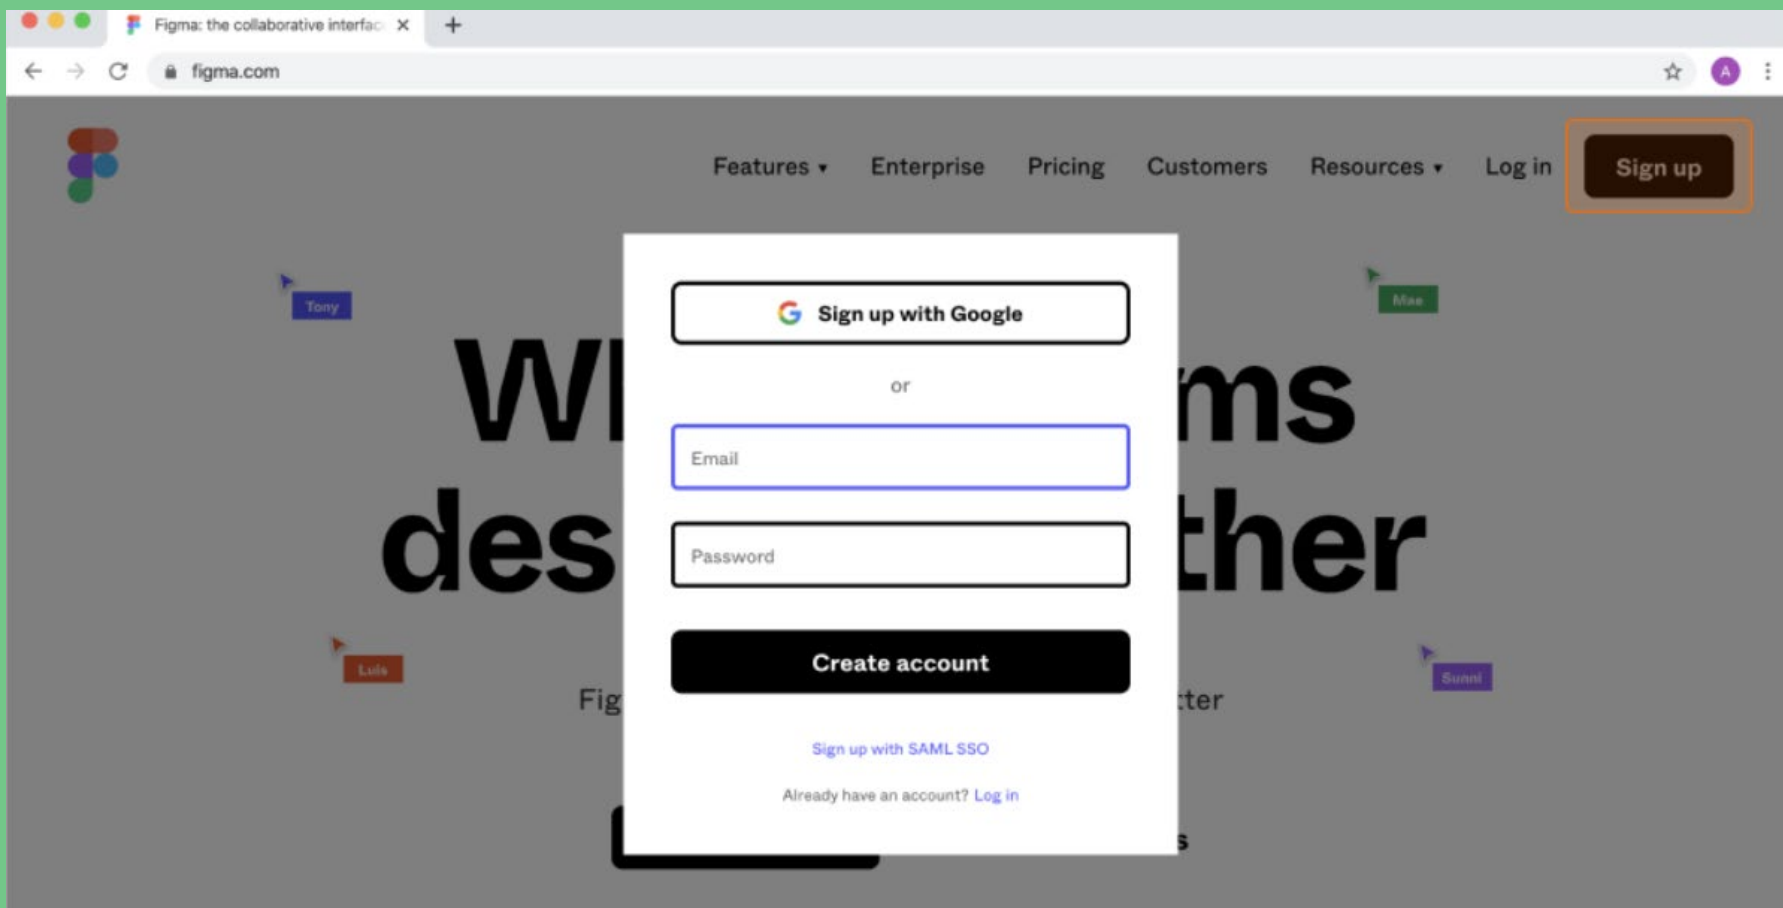 Figma: the collaborative interfac
figma.com
A
Features Enterprise Pricing Customers Resources Log in Sign up
Tony
Mae
Sign up with Google
or
ms
Email
des
ther
Password
Luis
Create account
Sunni
Fig
tter
Sign up with SAML SSO
Already have an account? Log in
s